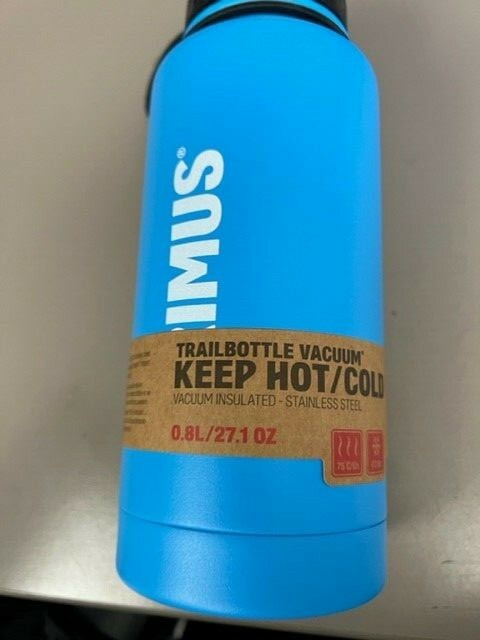 IMUS®
TRAILBOTTLE VACUUM
KEEP HOT/COLD
VACUUM INSULATED - STAINLESS STEEL
0.8L/27.1 OZ